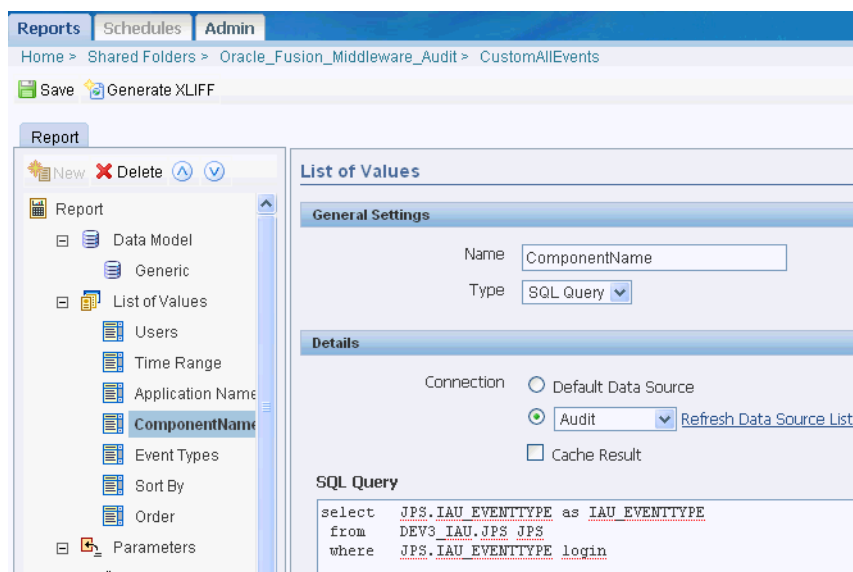 Reports Schedules Admin
Home > Shared Folders > Oracle_Fusion_Middleware_Audit > CustomAllEvents
Save Generate XLIFF
Report
New Delete
Report
Data Model
Generic
List of Values
Users
Time Range
Application Name
ComponentName
Event Types
Sort By
Order
Parameters
List of Values
General Settings
Name ComponentName
Type SQL Query
Details
Connection Default Data Source
Audit Refresh Data Source List
Cache Result
SQL Query
select JPS.IAU_EVENTTYPE as IAU_EVENTTYPE
from DEV3_IAU.JPS JPS
where JPS.IAU_EVENTTYPE login